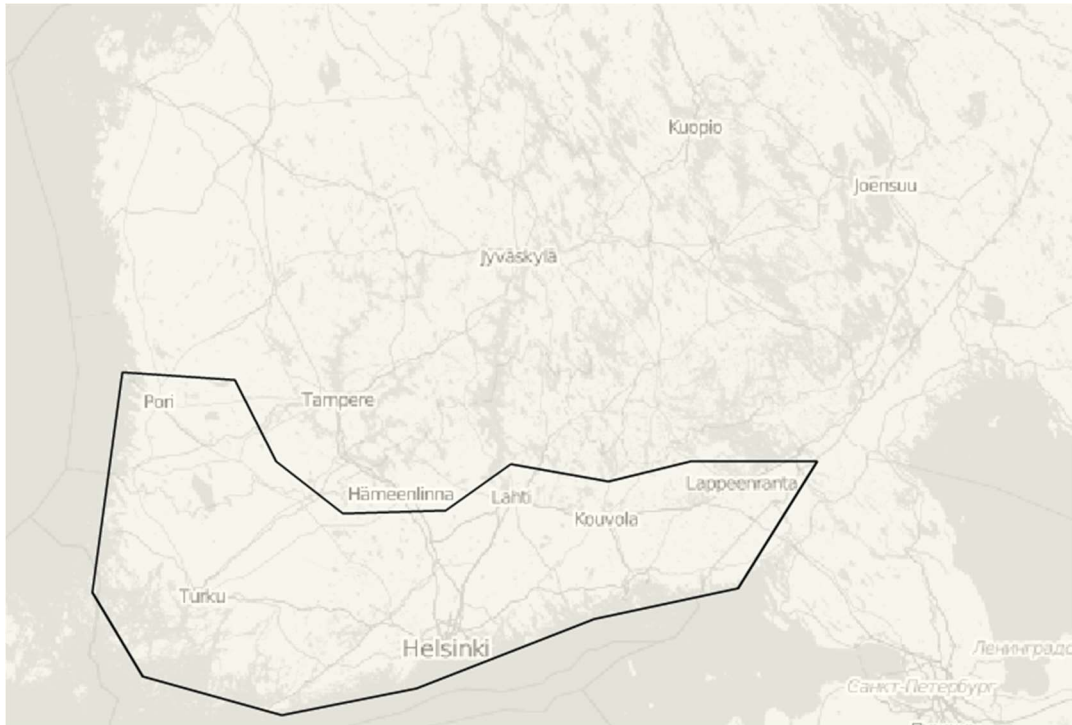 Kuopio
Joensuu
Jyväskylä
Pori
Tampere
Lappeenranta
Hämeenlinna
Lahti
Kouvola
Turku
Helsinki
Ленинградс
Санкт-Петербург